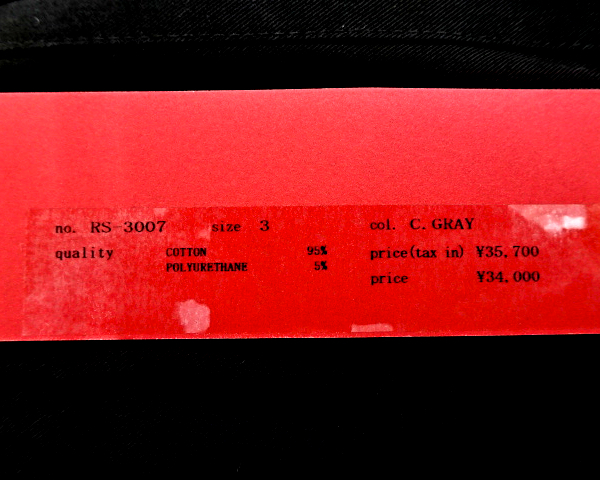 no. RS-3007 size 3 col. C.GRAY
quality COTTON 95% price(tax in) ¥35,700
POLYURETHANE 5%
price ¥34,000